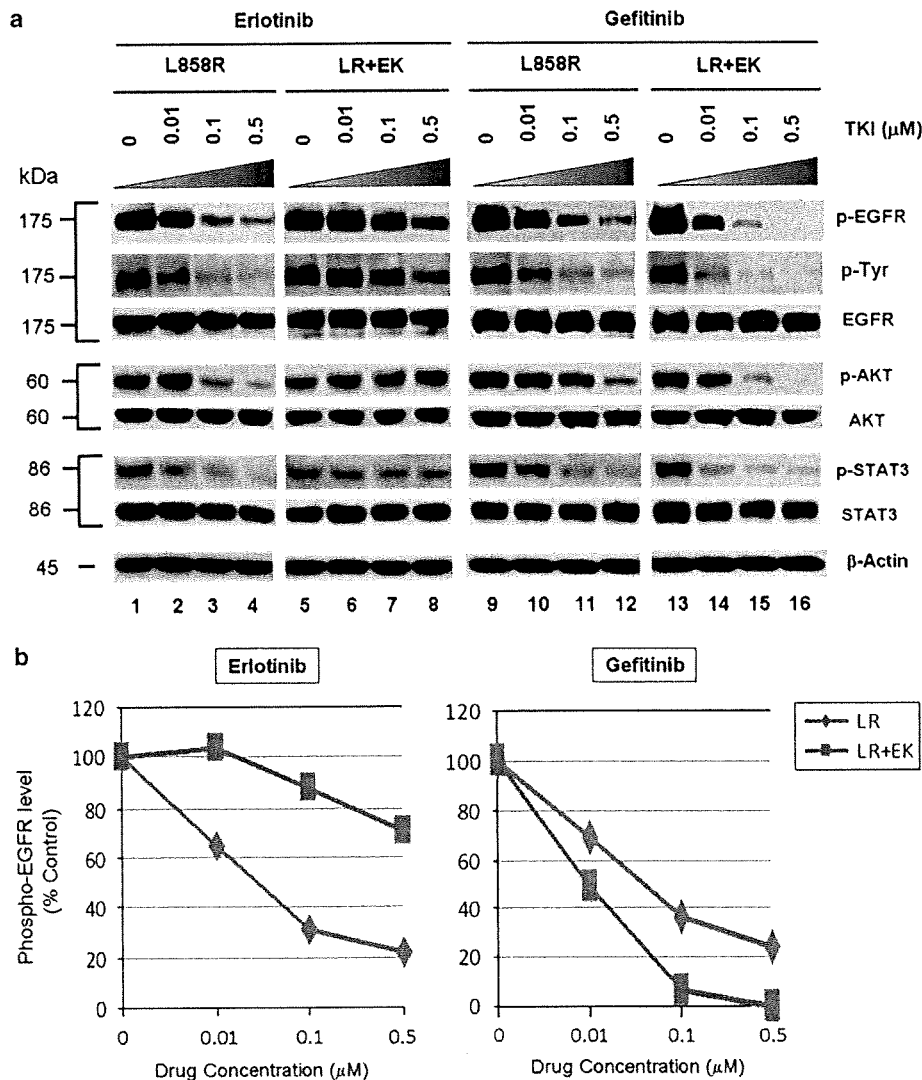 a
Erlotinib Gefitinib
L858R LR+EK L858R LR+EK
0 0.01 0.1 0.5 0 0.01 0.1 0.5 0 0.01 0.1 0.5 0 0.01 0.1 0.5 TKI (μM)
kDa
175 p-EGFR
175 p-Tyr
175 EGFR
60 p-AKT
60 AKT
86 p-STAT3
86 STAT3
45 β-Actin
1 2 3 4 5 6 7 8 9 10 11 12 13 14 15 16
b
Erlotinib Gefitinib
120 120
100 100
80 80
60 60
40 40
20 20
0 0
Phospho-EGFR level
(% Control)
LR
LR+EK
0 0.01 0.1 0.5 0 0.01 0.1 0.5
Drug Concentration (μM) Drug Concentration (μM)